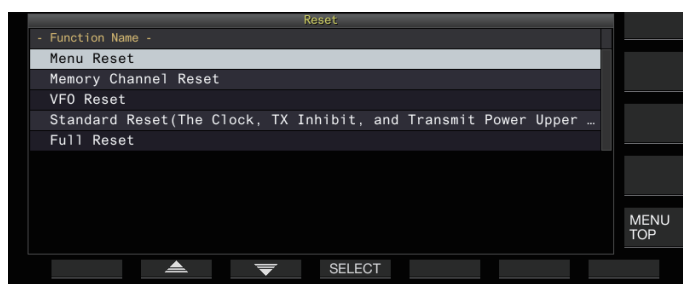 Reset
- Function Name -
Menu Reset
Memory Channel Reset
VFO Reset
Standard Reset(The Clock, TX Inhibit, and Transmit Power Upper …
Full Reset
MENU
TOP
SELECT